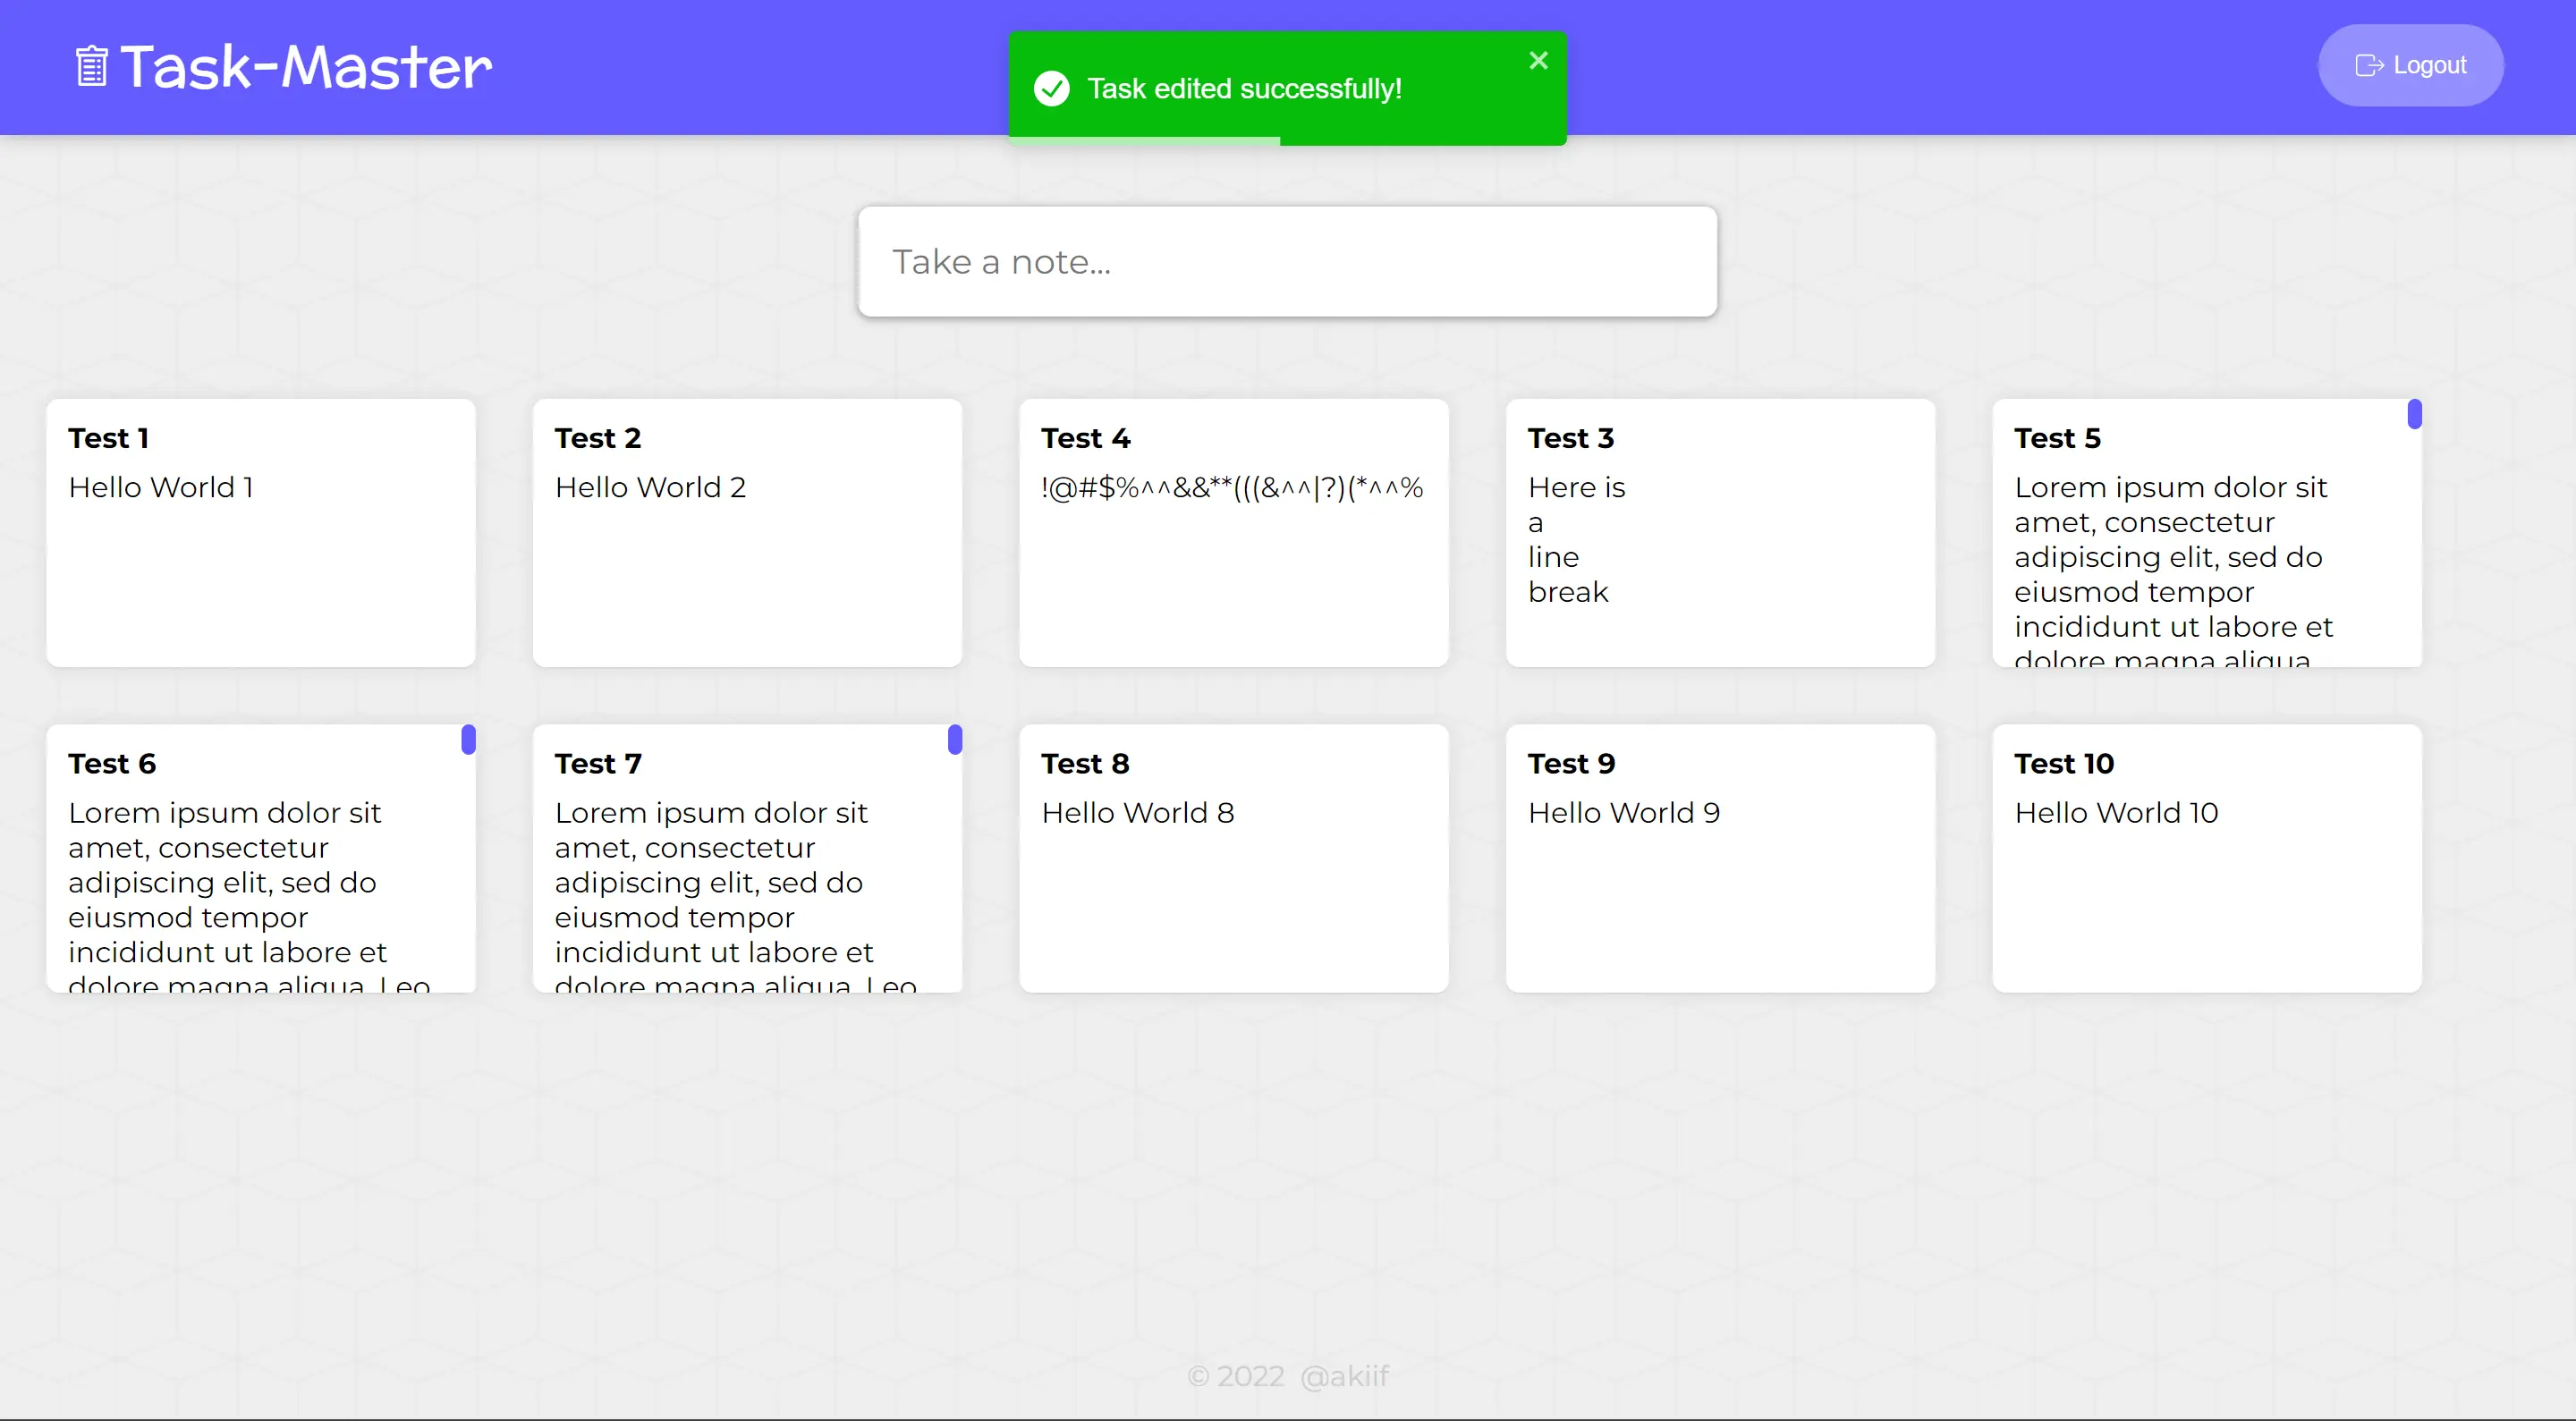 Task-Master
Task edited successfully!
Logout
Take a note...
Test 1
Hello World 1
Test 2
Hello World 2
Test 4
!@#$%^^&&**(((&^^|?)(*^^%
Test 3
Here is
a
line
break
Test 5
Lorem ipsum dolor sit
amet, consectetur
adipiscing elit, sed do
eiusmod tempor
incididunt ut labore et
dolore magna aliqua
Test 6
Lorem ipsum dolor sit
amet, consectetur
adipiscing elit, sed do
eiusmod tempor
incididunt ut labore et
dolore magna aliqua. Leo
Test 7
Lorem ipsum dolor sit
amet, consectetur
adipiscing elit, sed do
eiusmod tempor
incididunt ut labore et
dolore magna aliqua. Leo
Test 8
Hello World 8
Test 9
Hello World 9
Test 10
Hello World 10
© 2022 @akiif